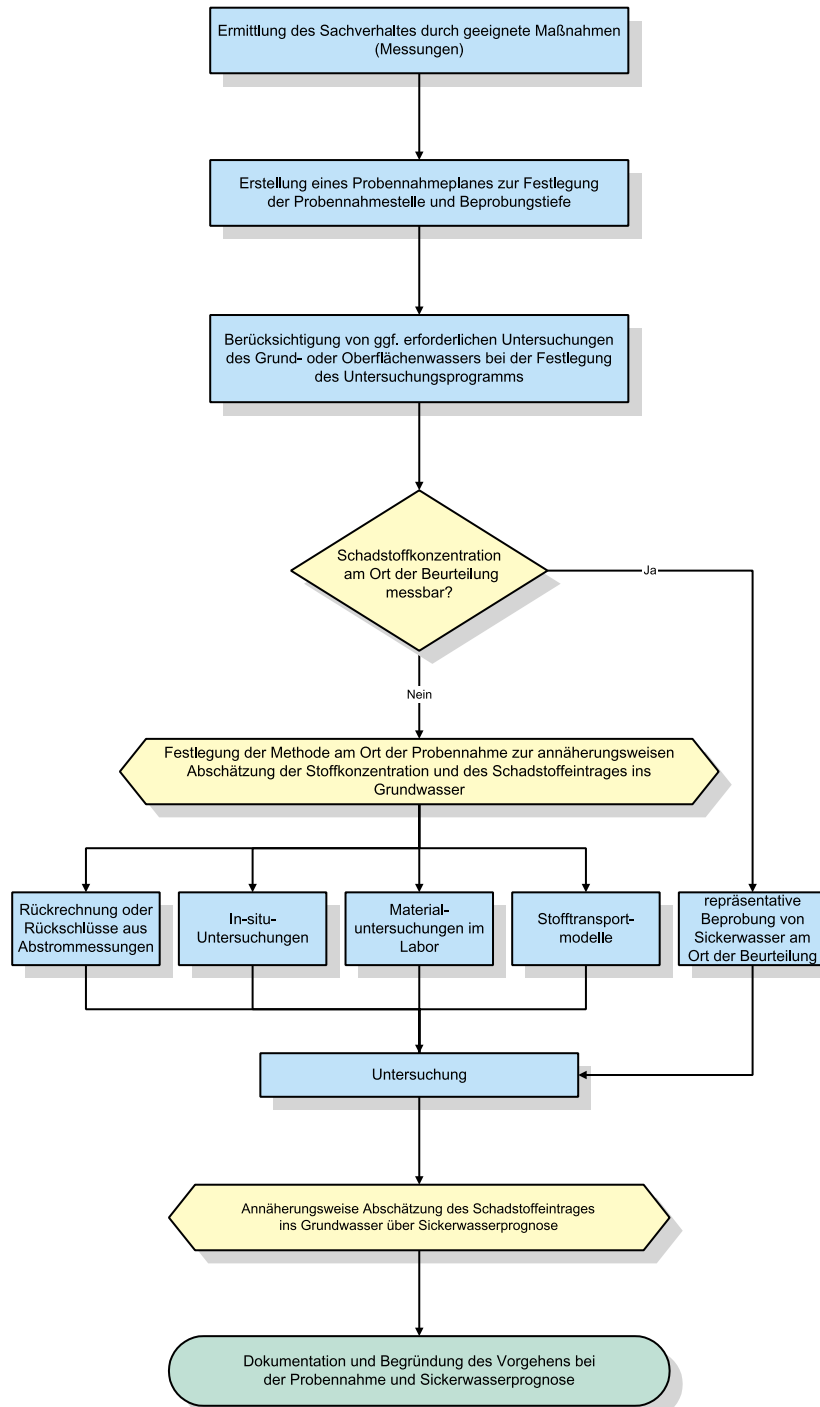 Ermittlung des Sachverhaltes durch geeignete Maßnahmen
(Messungen)
Erstellung eines Probennahmeplanes zur Festlegung
der Probennahmestelle und Beprobungstiefe
Berücksichtigung von ggf. erforderlichen Untersuchungen
des Grund- oder Oberflächenwassers bei der Festlegung
des Untersuchungsprogramms
Schadstoffkonzentration
am Ort der Beurteilung
messbar?
Ja
Nein
Festlegung der Methode am Ort der Probennahme zur annäherungsweisen
Abschätzung der Stoffkonzentration und des Schadstoffeintrages ins
Grundwasser
Rückrechnung oder
Rückschlüsse aus
Abstrommessungen
In-situ-
Untersuchungen
Material-
untersuchungen im
Labor
Stofftransport-
modelle
repräsentative
Beprobung von
Sickerwasser am
Ort der Beurteilung
Untersuchung
Annäherungsweise Abschätzung des Schadstoffeintrages
ins Grundwasser über Sickerwasserprognose
Dokumentation und Begründung des Vorgehens bei
der Probennahme und Sickerwasserprognose